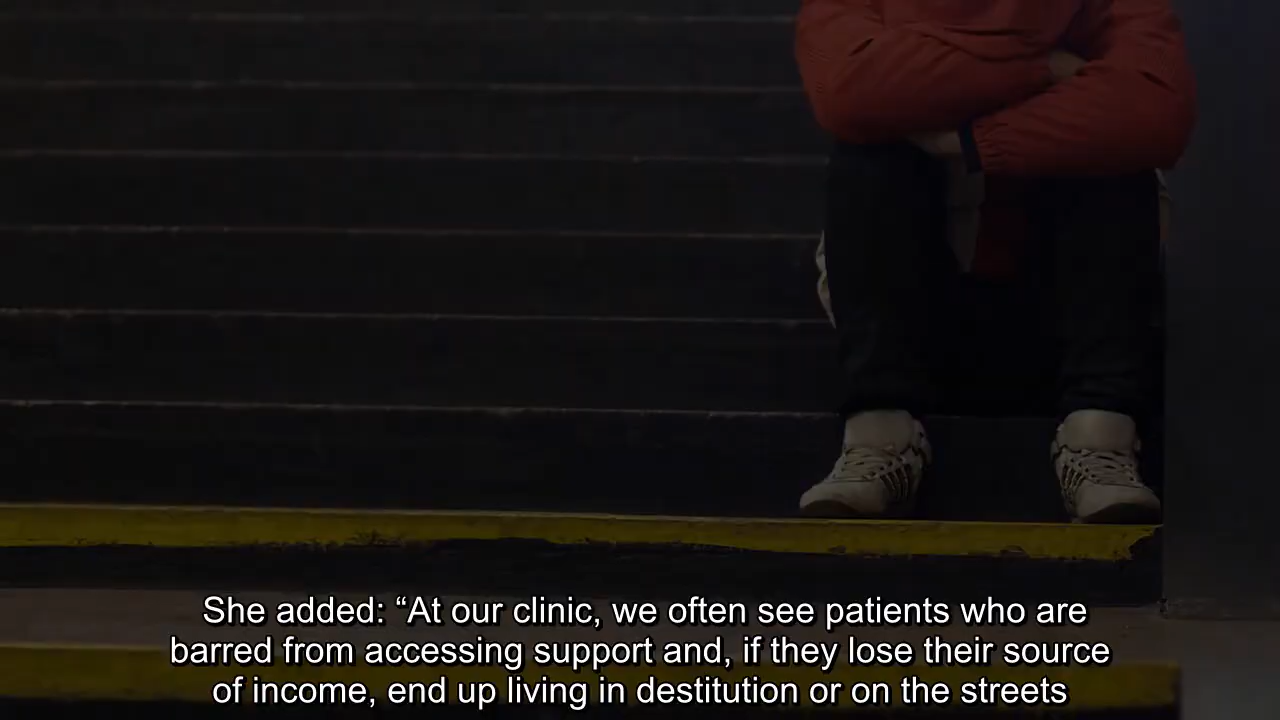 She added: “At our clinic, we often see patients who are
barred from accessing support and, if they lose their source
of income, end up living in destitution or on the streets